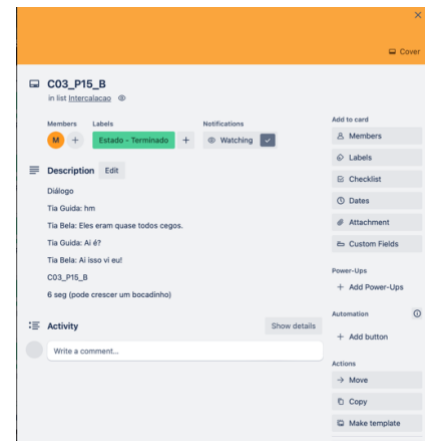 Cover
C03_P15_B
in list Intercalacao
Members
Labels
Notifications
M
Estado - Terminado
Watching
Description
Edit
Diálogo
Tia Guida: hm
Tia Bela: Eles eram quase todos cegos.
Tia Guida: Ai é?
Tia Bela: Ai isso vi eu!
C03_P15_B
6 seg (pode crescer um bocadinho)
Activity
Show details
Write a comment...
Add to card
Members
Labels
Checklist
Dates
Attachment
Custom Fields
Power-Ups
+ Add Power-Ups
Automation
+ Add button
Actions
→ Move
Copy
Make template